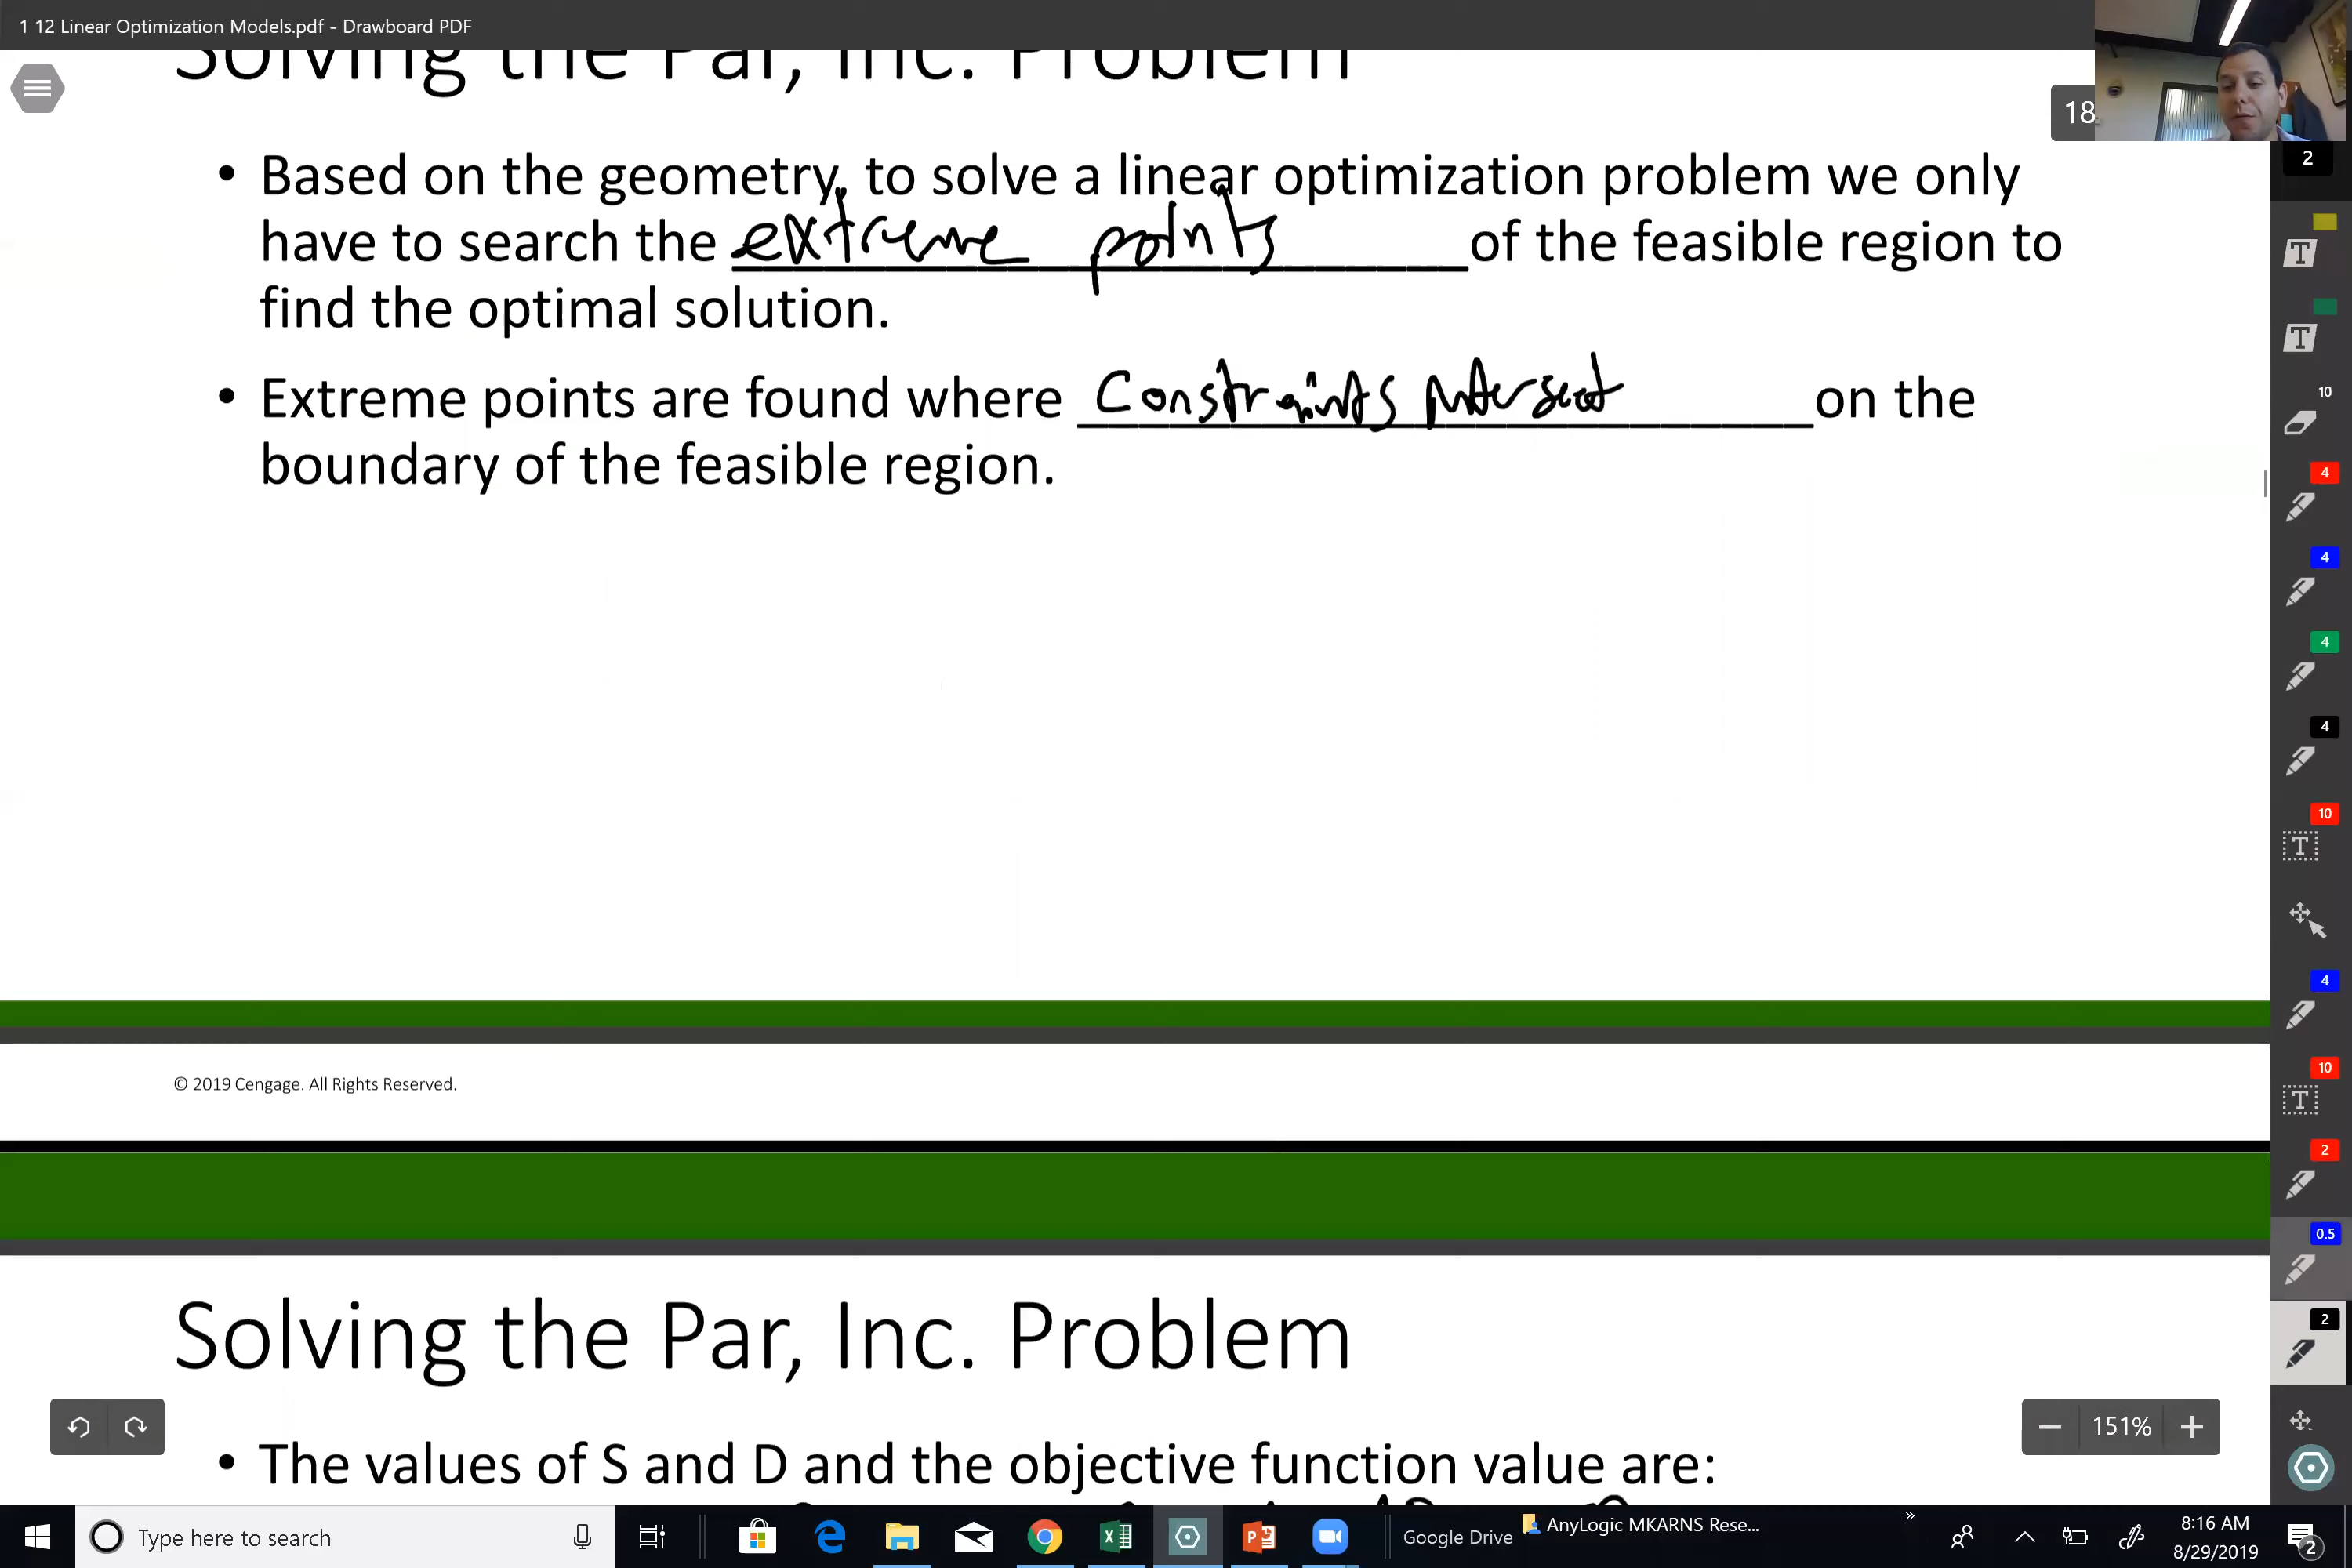 1 12 Linear Optimization Models.pdf - Drawboard PDF
Solving the Par, Inc. Problem
18
2
• Based on the geometry, to solve a linear optimization problem we only
have to search the extreme points of the feasible region to
find the optimal solution.
10
• Extreme points are found where Constraints intersect on the
boundary of the feasible region.
4
4
4
4
10
4
© 2019 Cengage. All Rights Reserved.
10
2
0.5
Solving the Par, Inc. Problem
2
151%
• The values of S and D and the objective function value are:
Type here to search
Google Drive
AnyLogic MKARNS Rese...
8:16 AM
8/29/2019
2